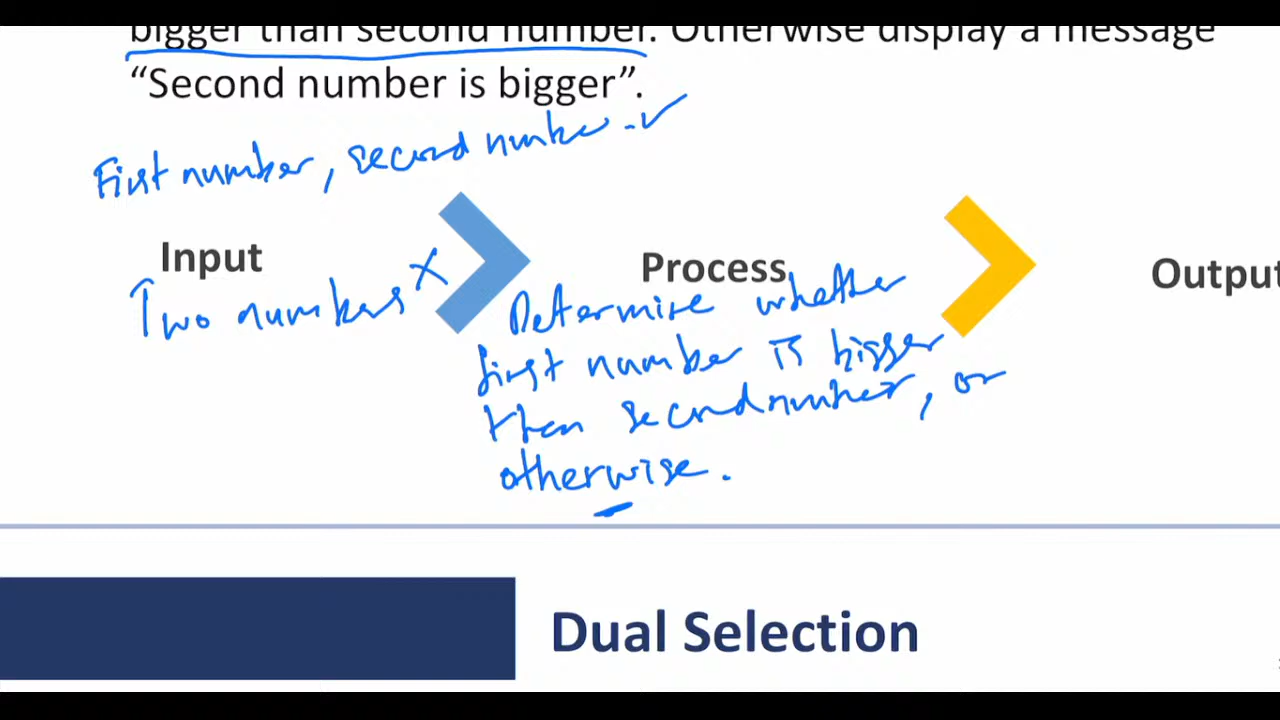 bigger than second number. Otherwise display a message
“Second number is bigger”.
First number, second number.
Input
Process
Output
Two numbers
Determine whether
first number is bigger
than second number, or
otherwise.
Dual Selection